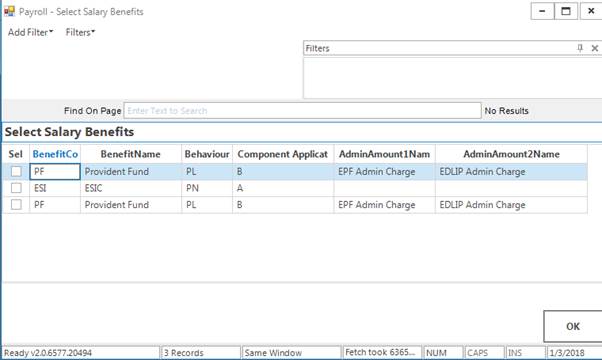 Payroll - Select Salary Benefits
Add Filter Filters
Filters
Find On Page Enter Text to Search No Results
Select Salary Benefits
Sel BenefitCo BenefitName Behaviour Component Applicat AdminAmount1Nam AdminAmount2Name
PF Provident Fund PL B EPF Admin Charge EDLIP Admin Charge
ESI ESIC PN A
PF Provident Fund PL B EPF Admin Charge EDLIP Admin Charge
OK
Ready v2.0.6577.20494 3 Records Same Window Fetch took 6365... NUM CAPS INS 1/3/2018